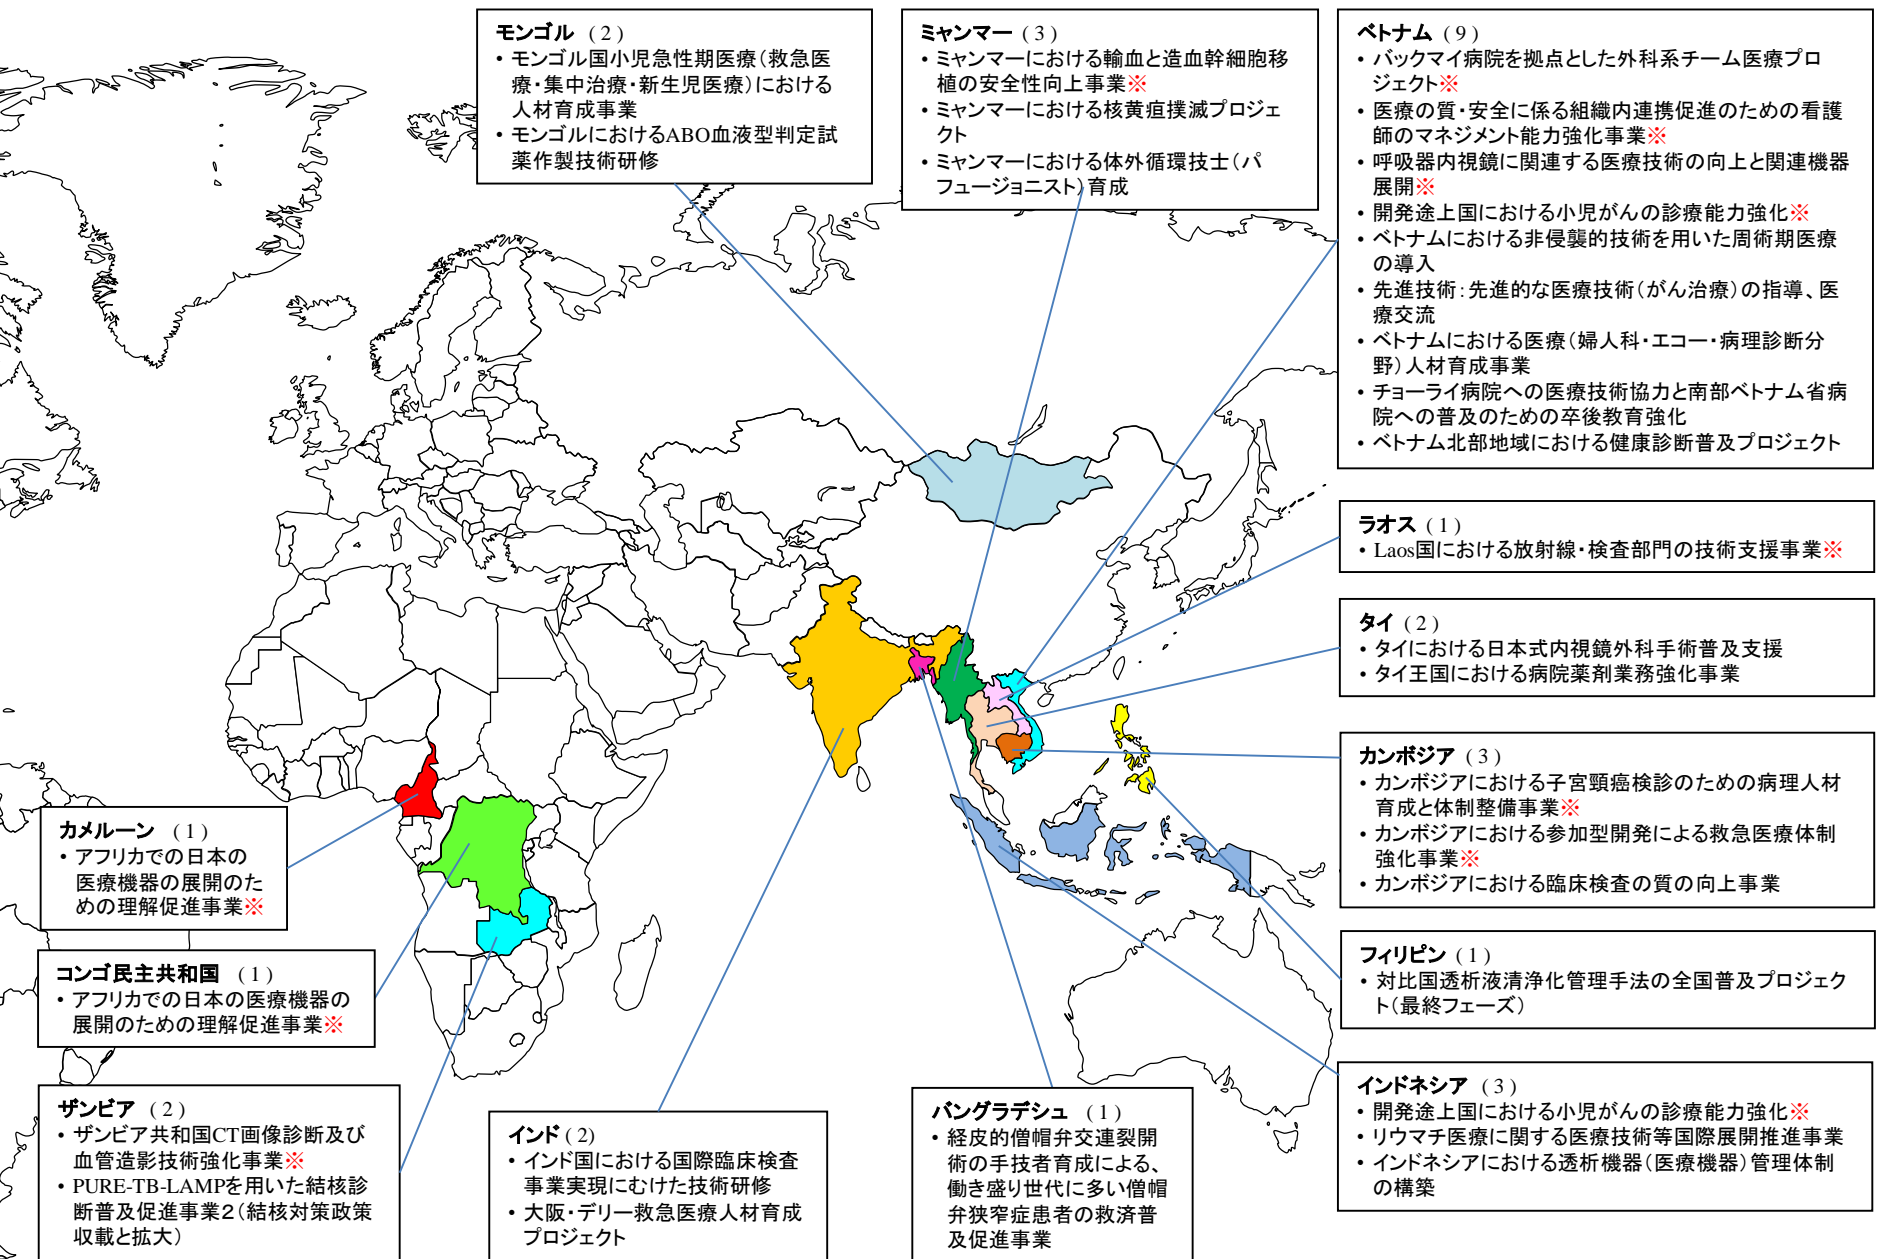 モンゴル (2)
• モンゴル国小児急性期医療(救急医
療・集中治療・新生児医療)における
人材育成事業
• モンゴルにおけるABO血液型判定試
薬作製技術研修
ミャンマー (3)
• ミャンマーにおける輸血と造血幹細胞移
植の安全性向上事業※
• ミャンマーにおける核黄疸撲滅プロジェ
クト
• ミャンマーにおける体外循環技士(パ
フュージョニスト)育成
ベトナム (9)
• バックマイ病院を拠点とした外科系チーム医療プロ
ジェクト※
• 医療の質・安全に係る組織内連携促進のための看護
師のマネジメント能力強化事業※
• 呼吸器内視鏡に関連する医療技術の向上と関連機器
展開※
• 開発途上国における小児がんの診療能力強化※
• ベトナムにおける非侵襲的技術を用いた周術期医療
の導入
• 先進技術:先進的な医療技術(がん治療)の指導、医
療交流
• ベトナムにおける医療(婦人科・エコー・病理診断分
野)人材育成事業
• チョーライ病院への医療技術協力と南部ベトナム省病
院への普及のための卒後教育強化
• ベトナム北部地域における健康診断普及プロジェクト
ラオス (1)
• Laos国における放射線・検査部門の技術支援事業※
タイ (2)
• タイにおける日本式内視鏡外科手術普及支援
• タイ王国における病院薬剤業務強化事業
カンボジア (3)
• カンボジアにおける子宮頸癌検診のための病理人材
育成と体制整備事業※
• カンボジアにおける参加型開発による救急医療体制
強化事業※
• カンボジアにおける臨床検査の質の向上事業
フィリピン (1)
• 対比国透析液清浄化管理手法の全国普及プロジェク
ト(最終フェーズ)
インドネシア (3)
• 開発途上国における小児がんの診療能力強化※
• リウマチ医療に関する医療技術等国際展開推進事業
• インドネシアにおける透析機器(医療機器)管理体制
の構築
カメルーン (1)
• アフリカでの日本の
医療機器の展開のた
めの理解促進事業※
コンゴ民主共和国 (1)
• アフリカでの日本の医療機器の
展開のための理解促進事業※
ザンビア (2)
• ザンビア共和国CT画像診断及び
血管造影技術強化事業※
• PURE-TB-LAMPを用いた結核診
断普及促進事業2(結核対策政策
収載と拡大)
インド (2)
• インド国における国際臨床検査
事業実現にむけた技術研修
• 大阪・デリー救急医療人材育成
プロジェクト
バングラデシュ (1)
• 経皮的僧帽弁交連裂開
術の手技者育成による、
働き盛り世代に多い僧帽
弁狭窄症患者の救済普
及促進事業